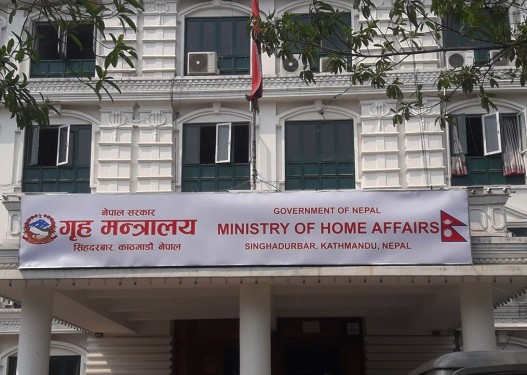 नेपाल सरकार
गृह मन्त्रालय
सिंहदरबार काठमाडौं नेपाल
GOVERNMENT OF NEPAL
MINISTRY OF HOME AFFAIRS
SINGHADURBAR, KATHMANDU, NEPAL